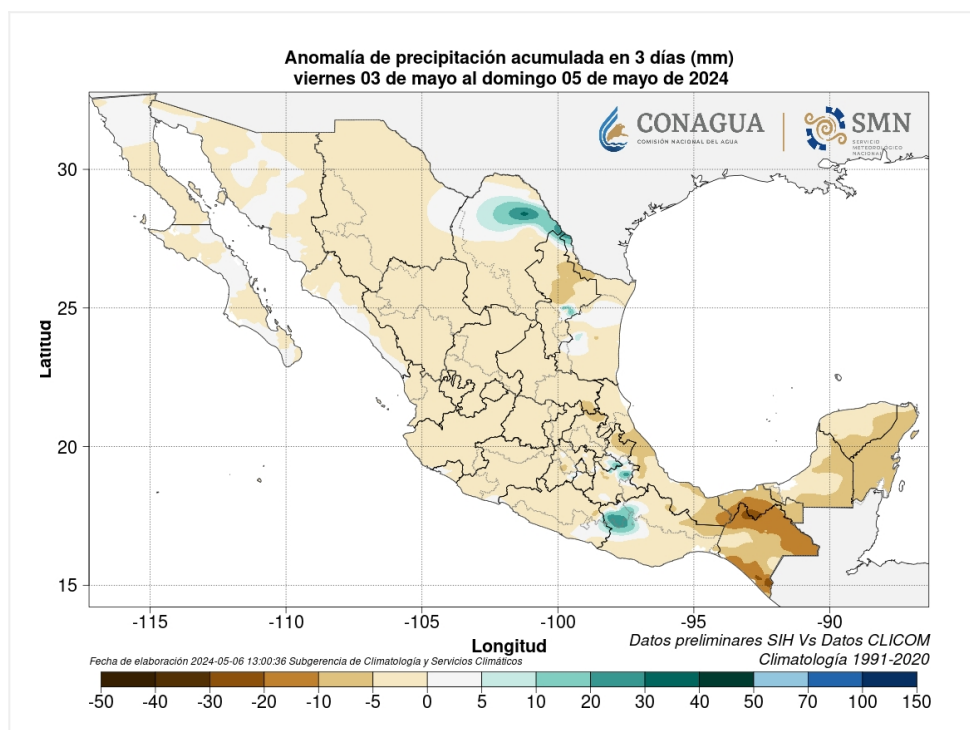 Anomalía de precipitación acumulada en 3 días (mm)
viernes 03 de mayo al domingo 05 de mayo de 2024
CONAGUA
COMISIÓN NACIONAL DEL AGUA
SMN
SERVICIO
METEOROLÓGICO
NACIONAL
30
25
20
15
Latitud
-115 -110 -105 -100 -95 -90
Longitud
Datos preliminares SIH Vs Datos CLICOM
Climatología 1991-2020
Fecha de elaboración 2024-05-06 13:00:36 Subgerencia de Climatología y Servicios Climáticos
-50 -40 -30 -20 -10 -5 0 5 10 20 30 40 50 70 100 150